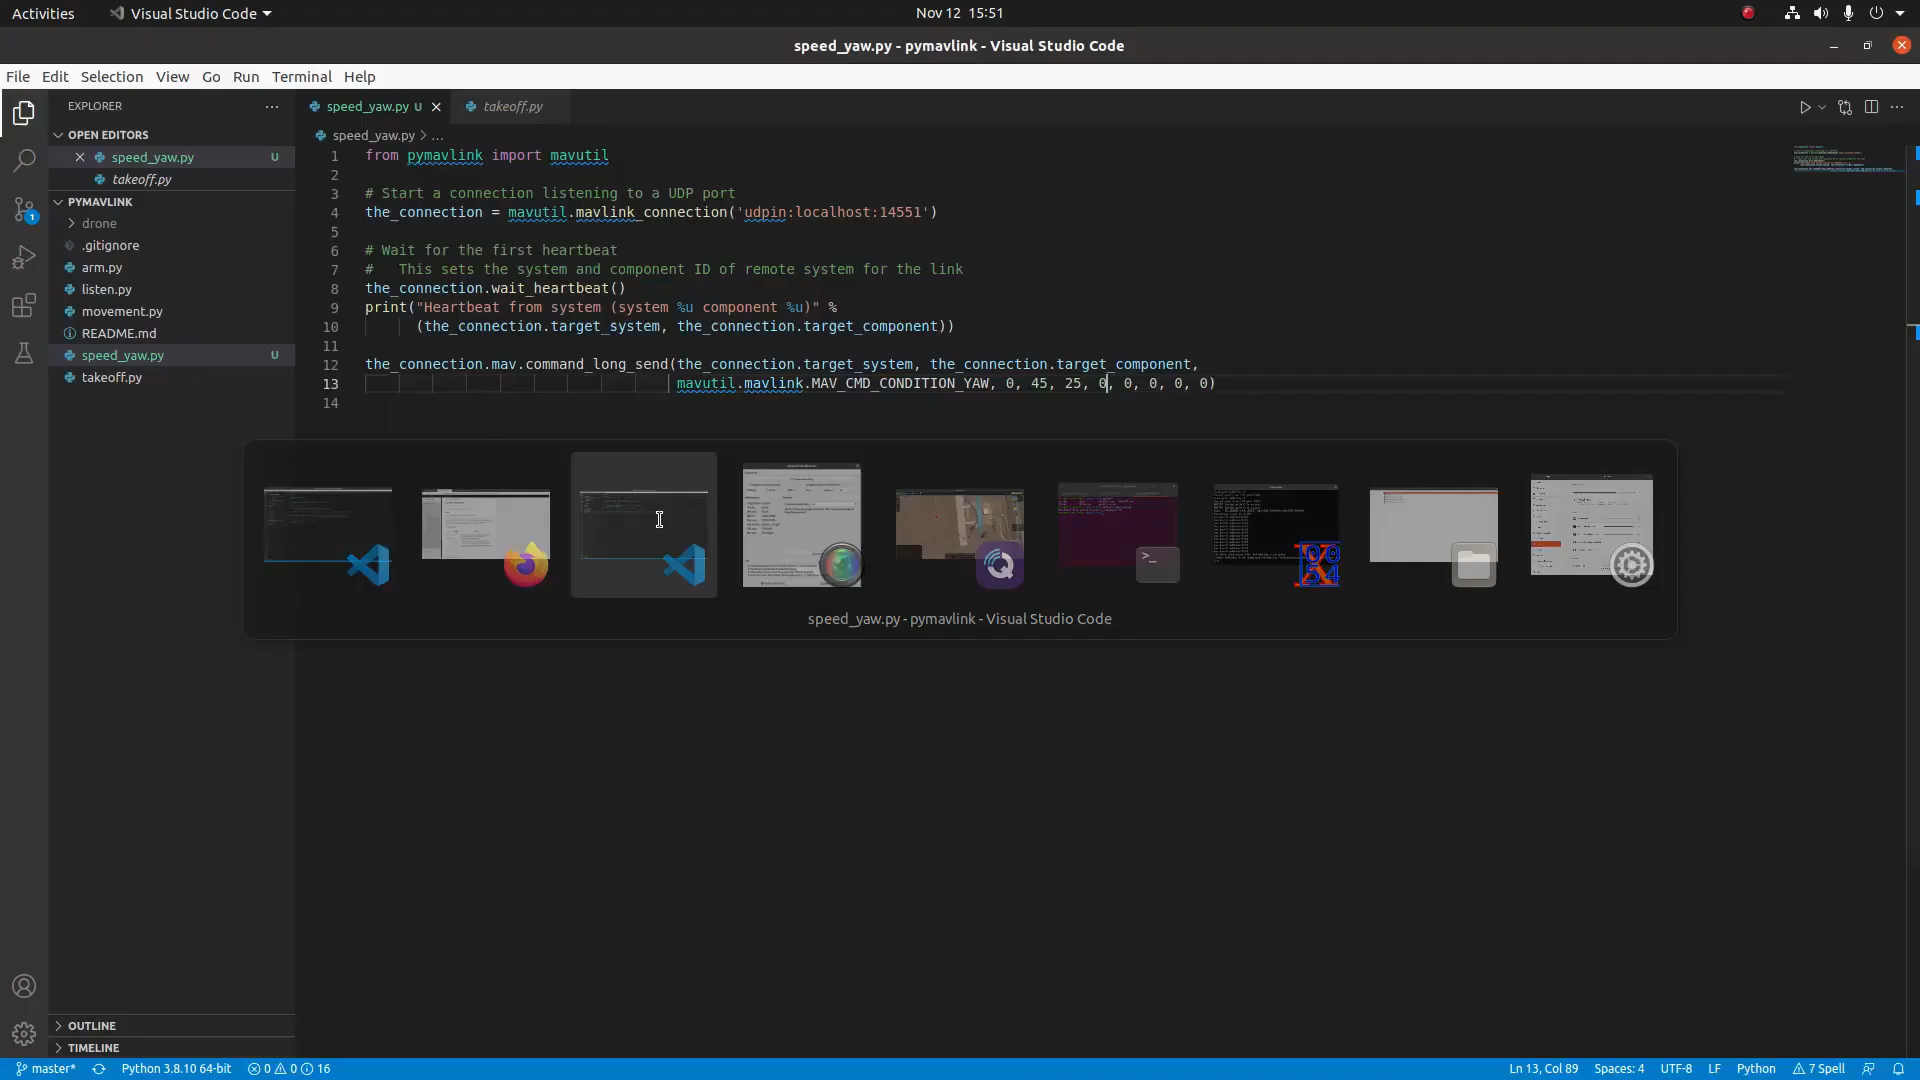 Activities
Visual Studio Code
Nov 12 15:51
speed_yaw.py - pymavlink - Visual Studio Code
File Edit Selection View Go Run Terminal Help
EXPLORER
speed_yaw.py U
takeoff.py
OPEN EDITORS
speed_yaw.py U
takeoff.py
PYMAVLINK
drone
.gitignore
arm.py
listen.py
movement.py
README.md
speed_yaw.py U
takeoff.py
OUTLINE
TIMELINE
1
speed_yaw.py > ...
1 from pymavlink import mavutil
2
3 # Start a connection listening to a UDP port
4 the_connection = mavutil.mavlink_connection('udpin:localhost:14551')
5
6 # Wait for the first heartbeat
7 #   This sets the system and component ID of remote system for the link
8 the_connection.wait_heartbeat()
9 print("Heartbeat from system (system %u component %u)" %
10 (the_connection.target_system, the_connection.target_component))
11
12 the_connection.mav.command_long_send(the_connection.target_system, the_connection.target_component,
13 mavutil.mavlink.MAV_CMD_CONDITION_YAW, 0, 45, 25, 0, 0, 0, 0, 0)
14
speed_yaw.py - pymavlink - Visual Studio Code
master*
Python 3.8.10 64-bit
0 0 16
Ln 13, Col 89
Spaces: 4
UTF-8
LF
Python
7 Spell